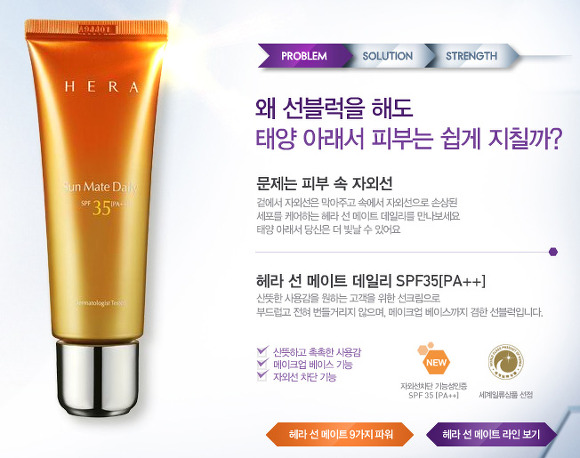 A94401
HERA
Sun Mate Daily
SPF 35 [PA++]
Dermatologist Tested
PROBLEM
SOLUTION
STRENGTH
왜 선블럭을 해도
태양 아래서 피부는 쉽게 지칠까?
문제는 피부 속 자외선
겉에서 자외선은 막아주고 속에서 자외선으로 손상된
세포를 케어하는 헤라 선 메이트 데일리를 만나보세요
태양 아래서 당신은 더 빛날 수 있어요
헤라 선 메이트 데일리 SPF35[PA++]
산뜻한 사용감을 원하는 고객을 위한 선크림으로
부드럽고 전혀 번들거리지 않으며, 메이크업 베이스까지 겸한 선블럭입니다.
산뜻하고 촉촉한 사용감
메이크업 베이스 기능
자외선 차단 기능
NEW
자외선차단 기능성인증
SPF 35 [PA++]
세계일류상품 선정
헤라 선 메이트 9가지 파워
헤라 선 메이트 라인 보기